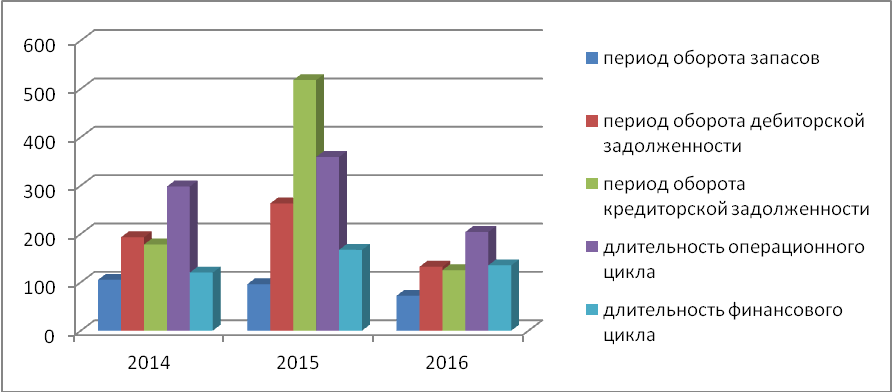 600
500
400
300
200
100
0
2014
2015
2016
период оборота запасов
период оборота дебиторской
задолженности
период оборота
кредиторской задолженности
длительность операционного
цикла
длительность финансового
цикла